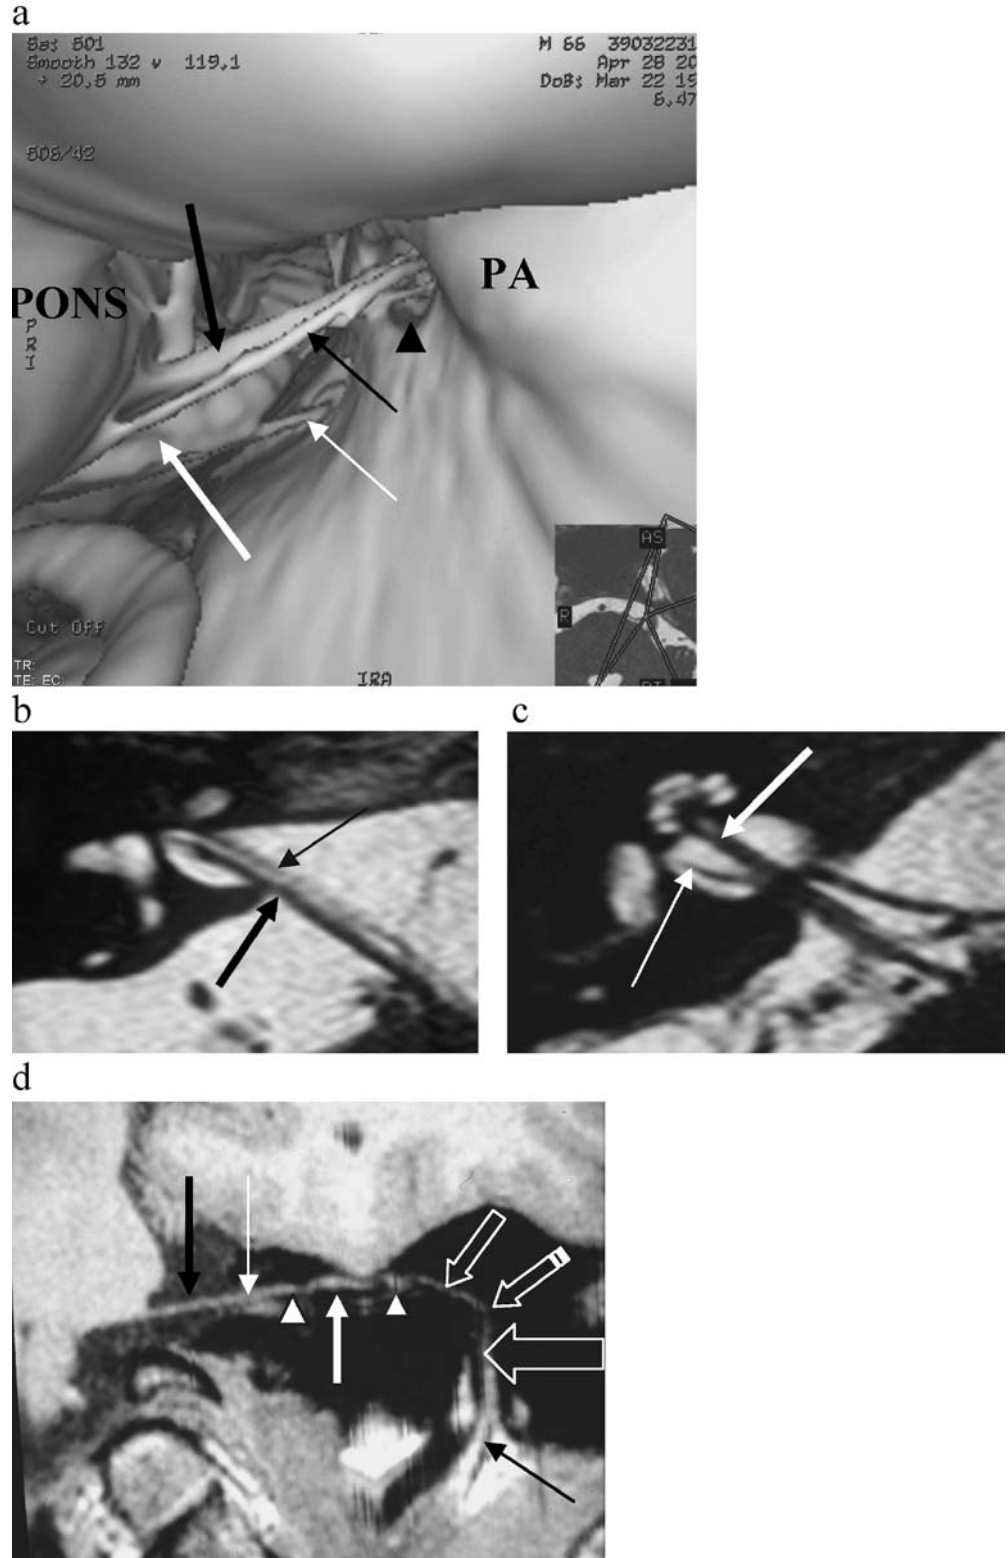 a
Se: 501
Smooth 132 v 119.1
+ 20.5 mm
M 66 39032231
Apr 28 20
DoB: Mar 22 19
6.47
508/42
PONS
PA
P
R
I
AS
R
Cut Off
TR:
TE: EC:
IRA
b
c
d